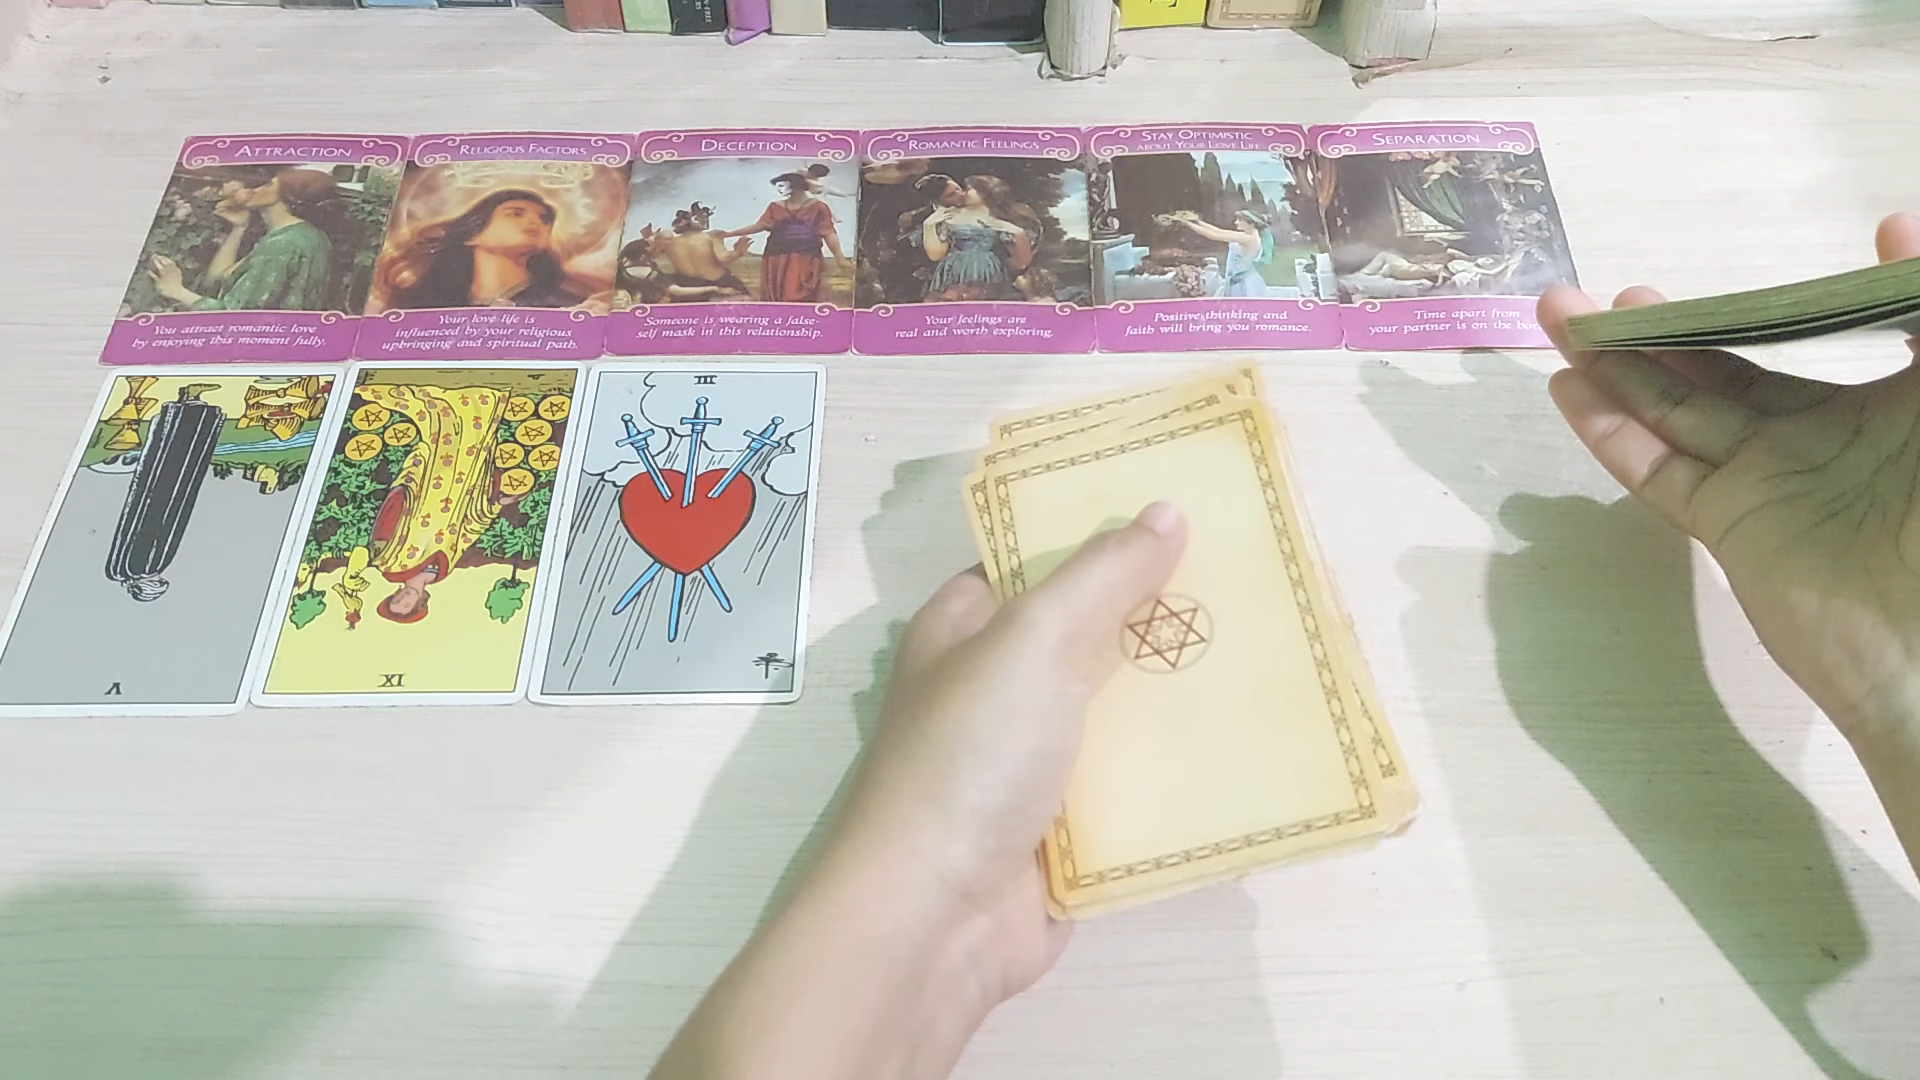 ATTRACTION
You attract romantic love
by enjoying this moment fully.
RELIGIOUS FACTORS
Your love life is
influenced by your religious
upbringing and spiritual path.
DECEPTION
Someone is wearing a false-
self mask in this relationship.
ROMANTIC FEELINGS
Your feelings are
real and worth exploring.
STAY OPTIMISTIC
ABOUT YOUR LOVE LIFE
Positive thinking and
faith will bring you romance.
SEPARATION
Time apart from
your partner is on the
V
IX
III